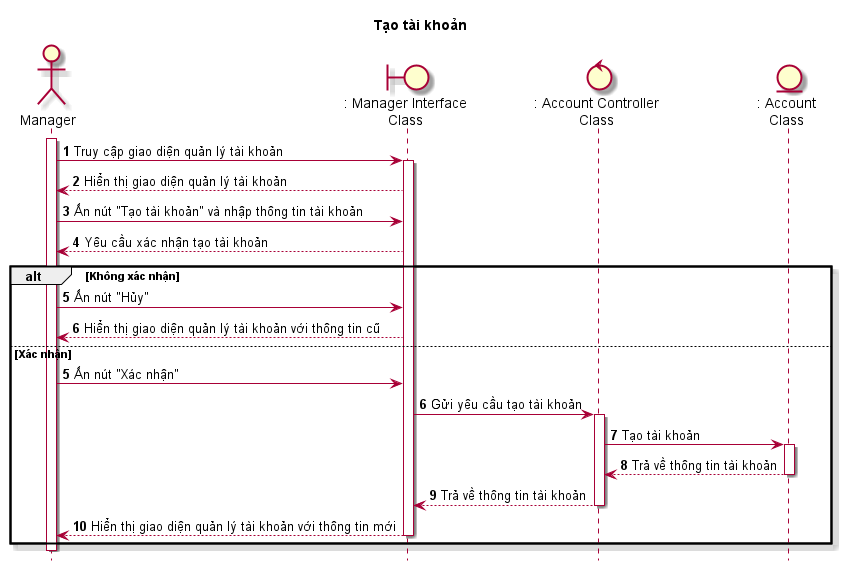 Tạo tài khoản
Manager
: Manager Interface
Class
: Account Controller
Class
: Account
Class
1 Truy cập giao diện quản lý tài khoản
2 Hiển thị giao diện quản lý tài khoản
3 Ấn nút "Tạo tài khoản" và nhập thông tin tài khoản
4 Yêu cầu xác nhận tạo tài khoản
alt [Không xác nhận]
5 Ấn nút "Hủy"
6 Hiển thị giao diện quản lý tài khoản với thông tin cũ
[Xác nhận]
5 Ấn nút "Xác nhận"
6 Gửi yêu cầu tạo tài khoản
7 Tạo tài khoản
8 Trả về thông tin tài khoản
9 Trả về thông tin tài khoản
10 Hiển thị giao diện quản lý tài khoản với thông tin mới